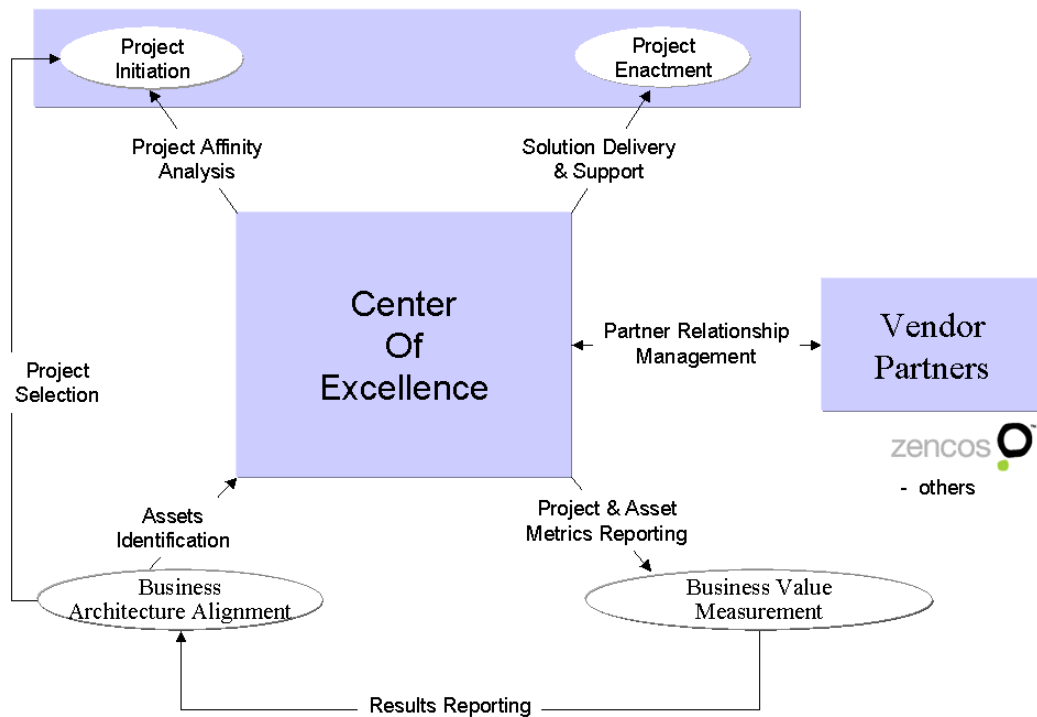 Project
Initiation
Project
Enactment
Project Affinity
Analysis
Solution Delivery
& Support
Center
Of
Excellence
Partner Relationship
Management
Vendor
Partners
Project
Selection
zencos™
- others
Assets
Identification
Project & Asset
Metrics Reporting
Business
Architecture Alignment
Business Value
Measurement
Results Reporting